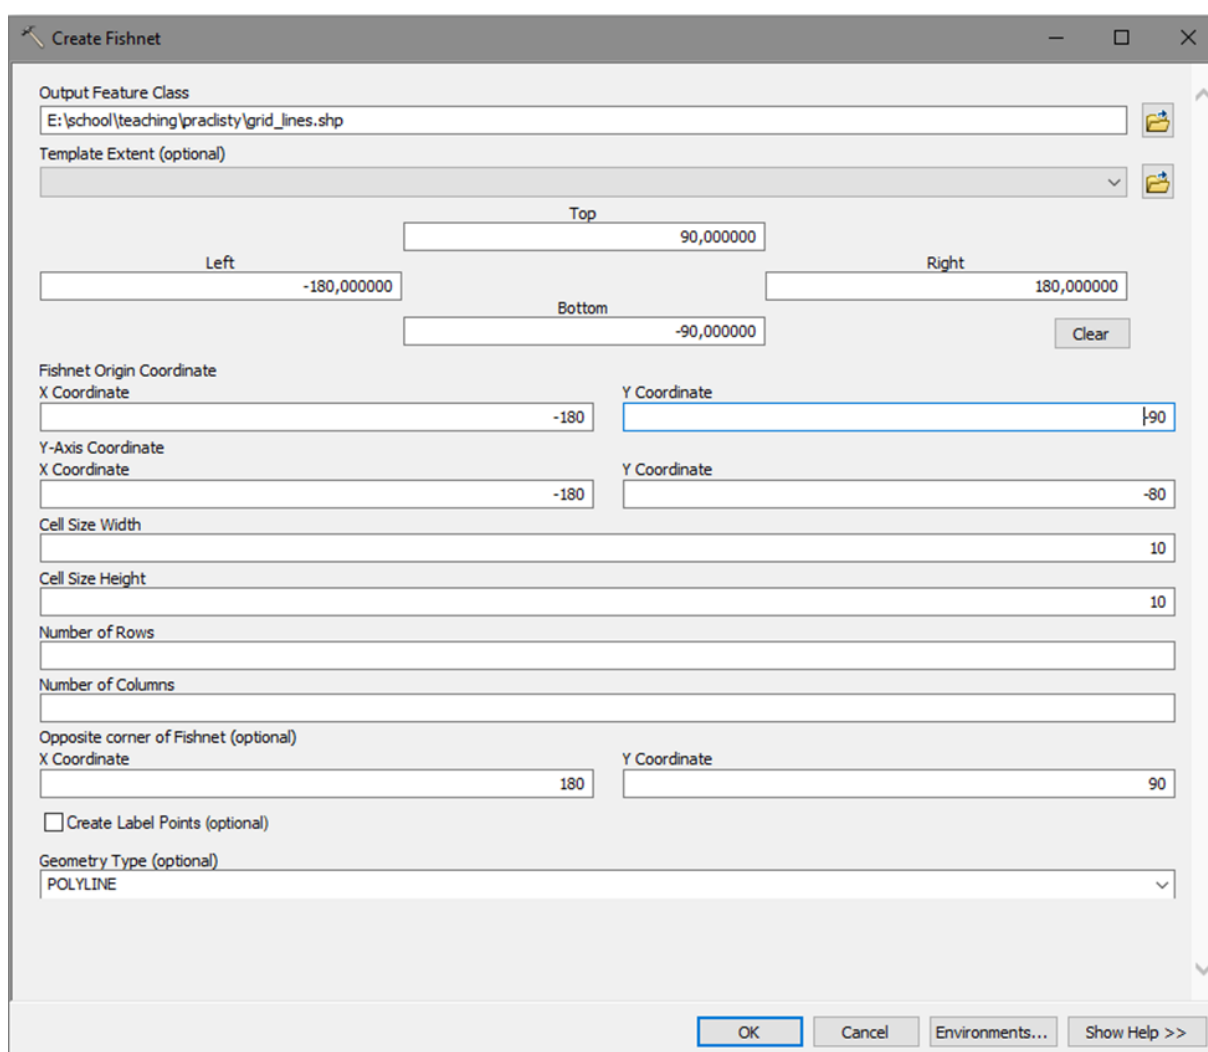 Create Fishnet
Output Feature Class
E:\school\teaching\praclisty\grid_lines.shp
Template Extent (optional)
Top
90,000000
Left
Right
-180,000000
180,000000
Bottom
-90,000000
Clear
Fishnet Origin Coordinate
X Coordinate
Y Coordinate
-180
-90
Y-Axis Coordinate
X Coordinate
Y Coordinate
-180
-80
Cell Size Width
10
Cell Size Height
10
Number of Rows
Number of Columns
Opposite corner of Fishnet (optional)
X Coordinate
Y Coordinate
180
90
Create Label Points (optional)
Geometry Type (optional)
POLYLINE
OK
Cancel
Environments...
Show Help >>